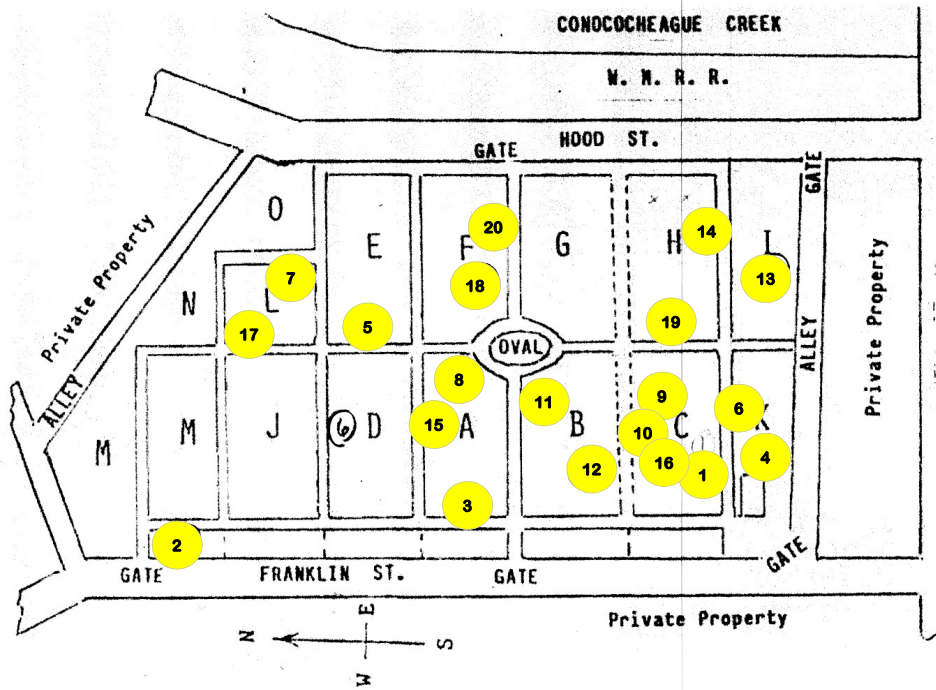 CONOCOCHEAGUE CREEK
W. M. R. R.
HOOD ST.
GATE
GATE
Private Property
ALLEY
O
E
F
G
H
I
20
14
7
18
13
L
N
17
5
19
OVAL
ALLEY
Private Property
8
11
9
6
M
M
J
6
D
15
A
B
10
C
K
12
16
1
4
3
2
GATE
FRANKLIN ST.
GATE
GATE
Private Property
N
E
S
W